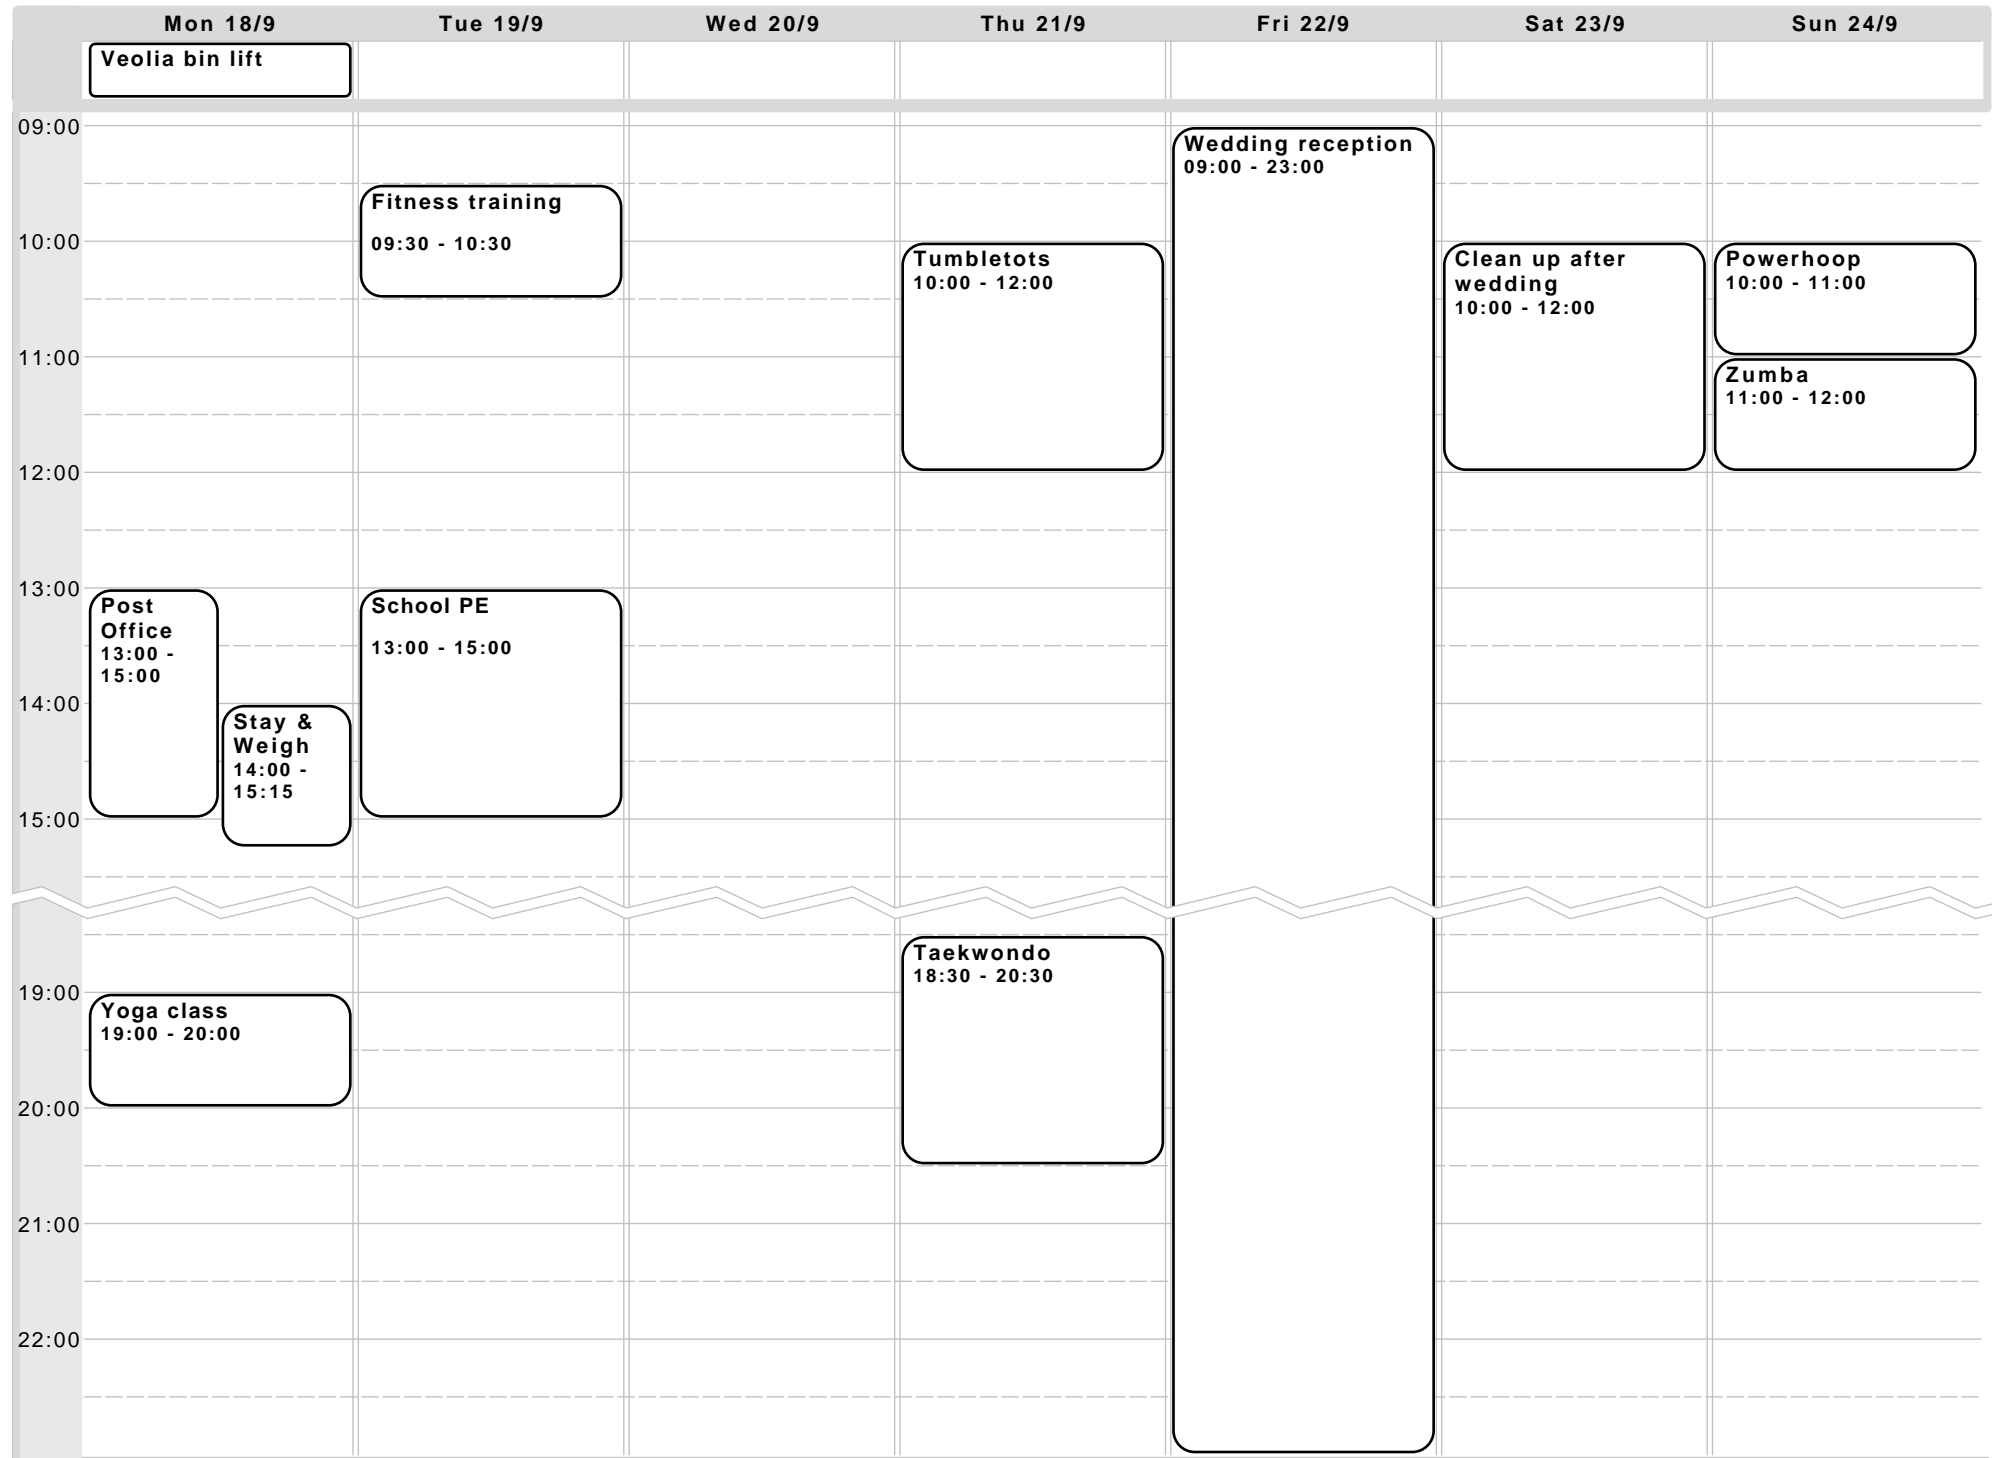 Mon 18/9
Tue 19/9
Wed 20/9
Thu 21/9
Fri 22/9
Sat 23/9
Sun 24/9
Veolia bin lift
09:00
Wedding reception
09:00 - 23:00
Fitness training
09:30 - 10:30
10:00
Tumbletots
10:00 - 12:00
Clean up after
wedding
10:00 - 12:00
Powerhoop
10:00 - 11:00
11:00
Zumba
11:00 - 12:00
12:00
13:00
Post
Office
13:00 -
15:00
School PE
13:00 - 15:00
14:00
Stay &
Weigh
14:00 -
15:15
15:00
Taekwondo
18:30 - 20:30
19:00
Yoga class
19:00 - 20:00
20:00
21:00
22:00